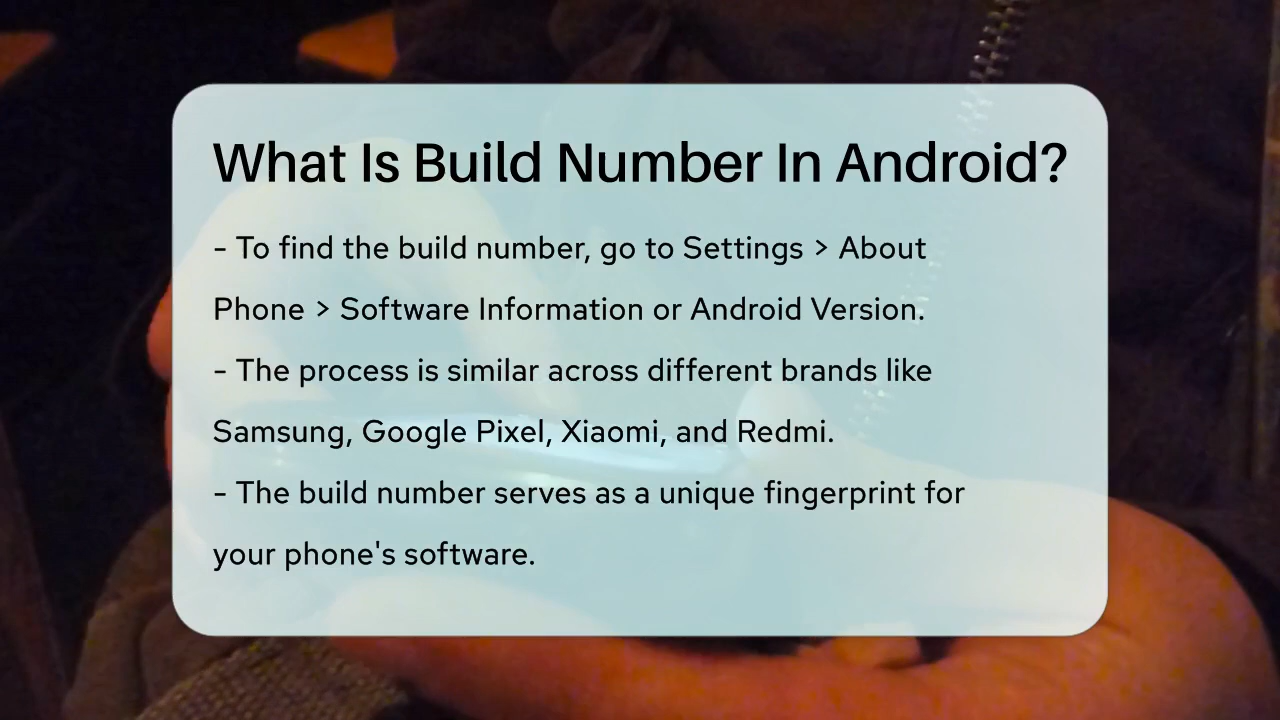 What Is Build Number In Android?
- To find the build number, go to Settings > About
Phone > Software Information or Android Version.
- The process is similar across different brands like
Samsung, Google Pixel, Xiaomi, and Redmi.
- The build number serves as a unique fingerprint for
your phone's software.